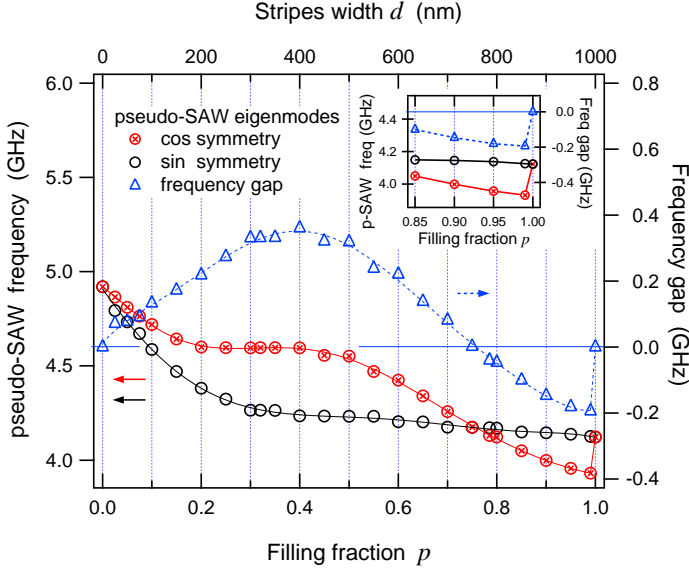 Stripes width d (nm)
0 200 400 600 800 1000
6.0
5.5
5.0
4.5
4.0
pseudo-SAW frequency (GHz)
pseudo-SAW eigenmodes
cos symmetry
sin symmetry
frequency gap
4.4
4.2
4.0
p-SAW freq (GHz)
0.0
-0.2
-0.4
Freq gap (GHz)
0.85 0.90 0.95 1.00
Filling fraction p
0.8
0.6
0.4
0.2
0.0
-0.2
-0.4
Frequency gap (GHz)
0.0 0.2 0.4 0.6 0.8 1.0
Filling fraction p